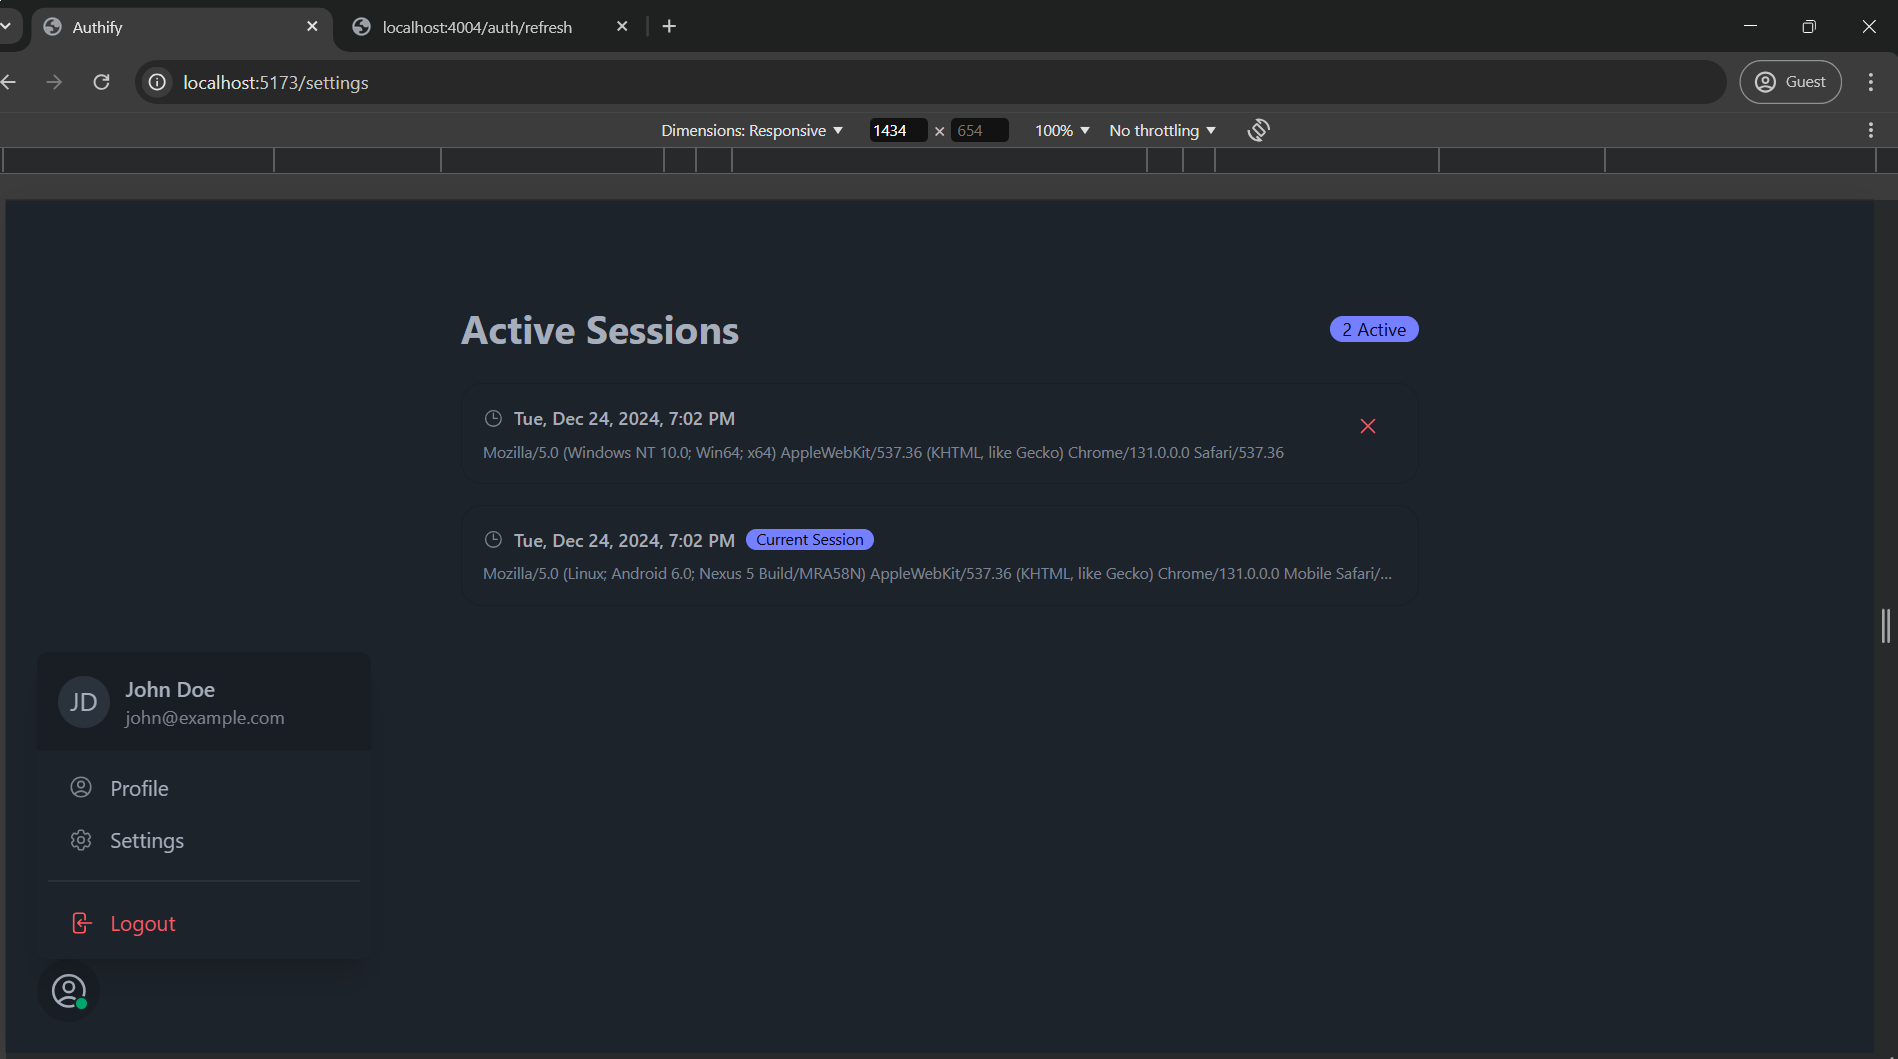 Authify
localhost:4004/auth/refresh
localhost:5173/settings
Guest
Dimensions: Responsive 1434 × 654 100% No throttling
Active Sessions
2 Active
Tue, Dec 24, 2024, 7:02 PM
Mozilla/5.0 (Windows NT 10.0; Win64; x64) AppleWebKit/537.36 (KHTML, like Gecko) Chrome/131.0.0.0 Safari/537.36
Tue, Dec 24, 2024, 7:02 PM Current Session
Mozilla/5.0 (Linux; Android 6.0; Nexus 5 Build/MRA58N) AppleWebKit/537.36 (KHTML, like Gecko) Chrome/131.0.0.0 Mobile Safari/...
JD
John Doe
john@example.com
Profile
Settings
Logout